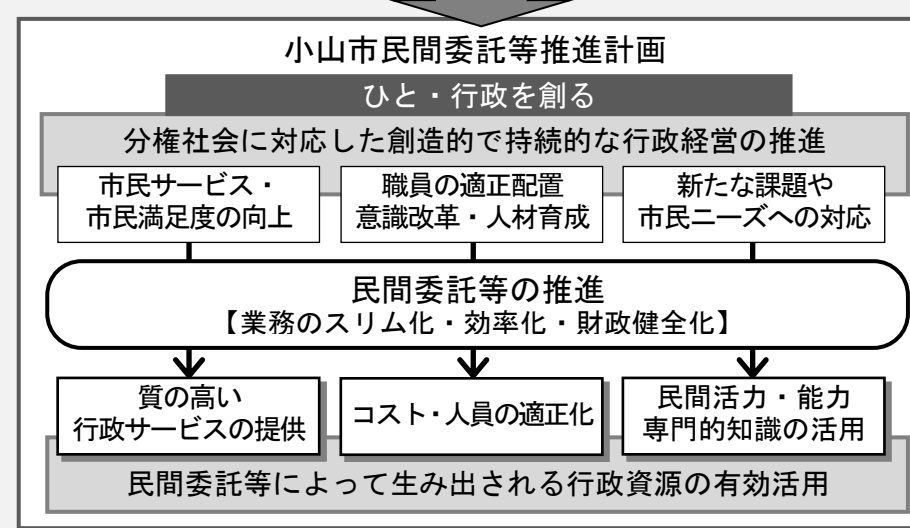 小山市民間委託等推進計画
ひと・行政を創る
分権社会に対応した創造的で持続的な行政経営の推進
市民サービス・
市民満足度の向上
職員の適正配置
意識改革・人材育成
新たな課題や
市民ニーズへの対応
民間委託等の推進
【業務のスリム化・効率化・財政健全化】
質の高い
行政サービスの提供
コスト・人員の適正化
民間活力・能力
専門的知識の活用
民間委託等によって生み出される行政資源の有効活用